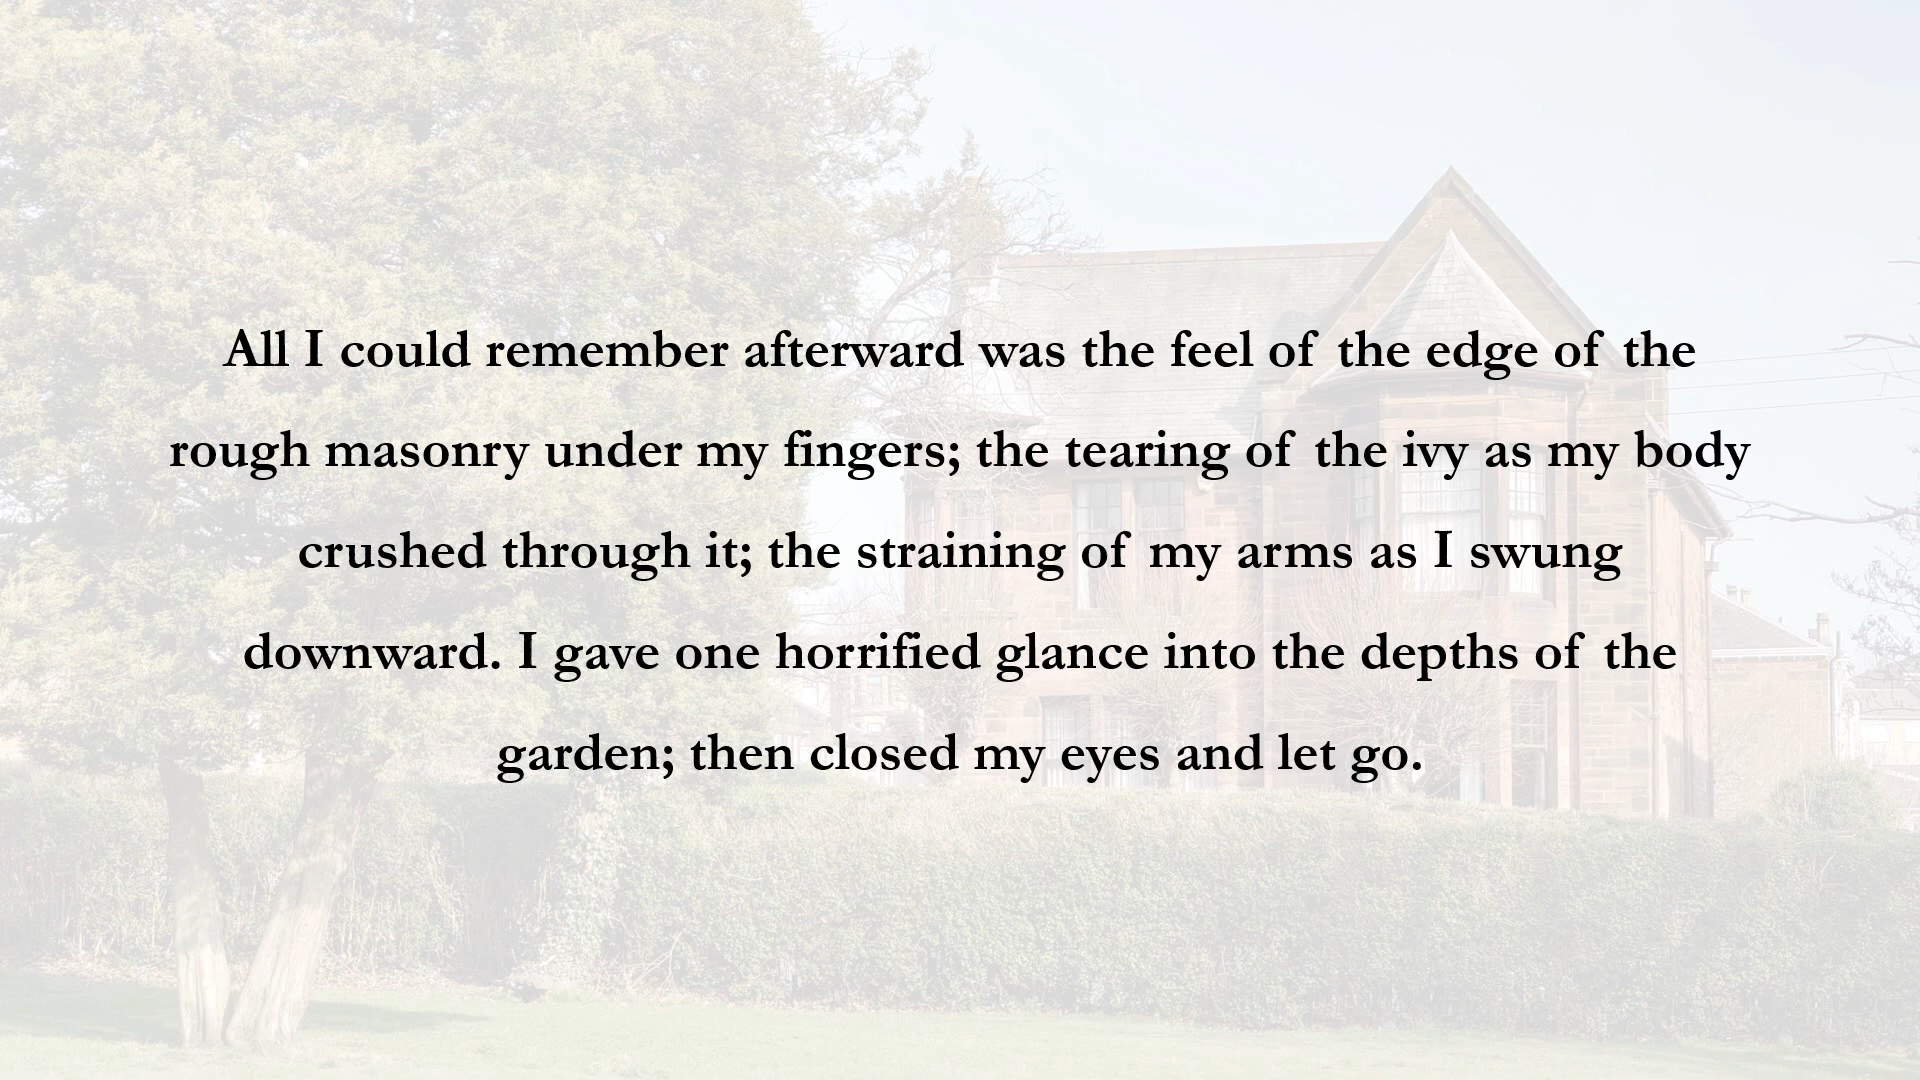 All I could remember afterward was the feel of the edge of the
rough masonry under my fingers; the tearing of the ivy as my body
crushed through it; the straining of my arms as I swung
downward. I gave one horrified glance into the depths of the
garden; then closed my eyes and let go.